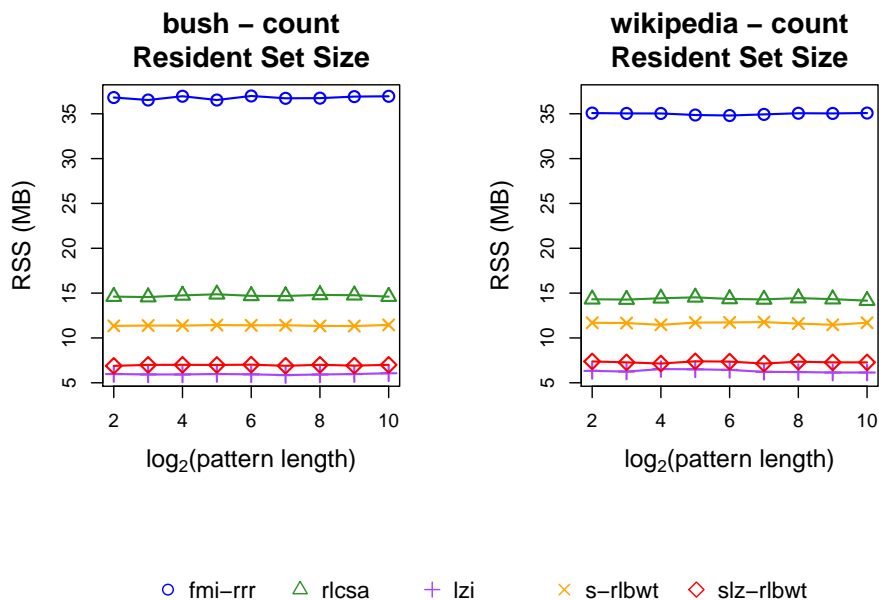 bush – count
Resident Set Size
RSS (MB)
35
30
25
20
15
10
5
2 4 6 8 10
log₂(pattern length)
wikipedia – count
Resident Set Size
RSS (MB)
35
30
25
20
15
10
5
2 4 6 8 10
log₂(pattern length)
fmi−rrr rlcsa lzi s−rlbwt slz−rlbwt